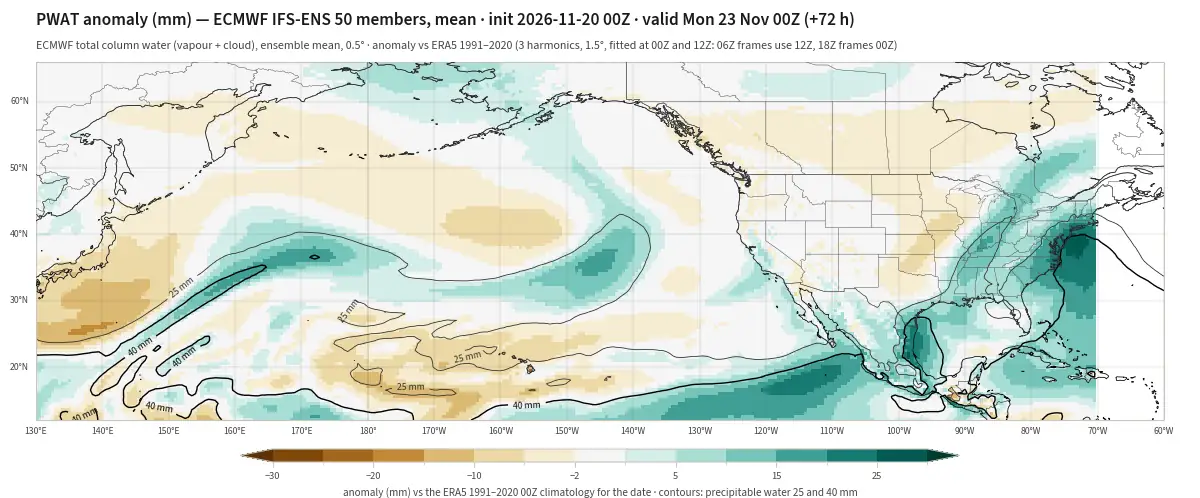 PWAT anomaly (mm) — ECMWF IFS-ENS 50 members, mean · init 2026-11-20 00Z · valid Mon 23 Nov 00Z (+72 h)
ECMWF total column water (vapour + cloud), ensemble mean, 0.5° · anomaly vs ERA5 1991–2020 (3 harmonics, 1.5°, fitted at 00Z and 12Z: 06Z frames use 12Z, 18Z frames 00Z)
60°N
50°N
40°N
30°N
20°N
25 mm
25 mm
40 mm
40 mm
25 mm
25 mm
40 mm
40 mm
40 mm
130°E 140°E 150°E 160°E 170°E 180° 170°W 160°W 150°W 140°W 130°W 120°W 110°W 100°W 90°W 80°W 70°W 60°W
−30 −20 −10 −2 5 15 25
anomaly (mm) vs the ERA5 1991–2020 00Z climatology for the date · contours: precipitable water 25 and 40 mm